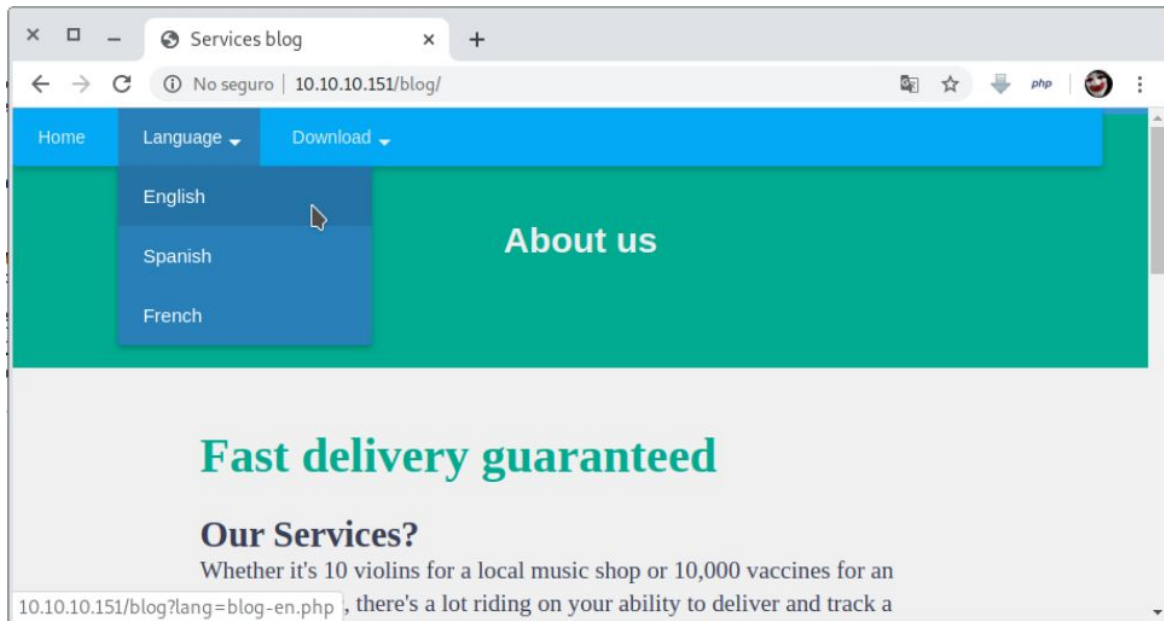 Services blog
No seguro | 10.10.10.151/blog/
php
Home Language Download
English
Spanish
French
About us
Fast delivery guaranteed
Our Services?
Whether it's 10 violins for a local music shop or 10,000 vaccines for an
, there's a lot riding on your ability to deliver and track a
10.10.10.151/blog?lang=blog-en.php